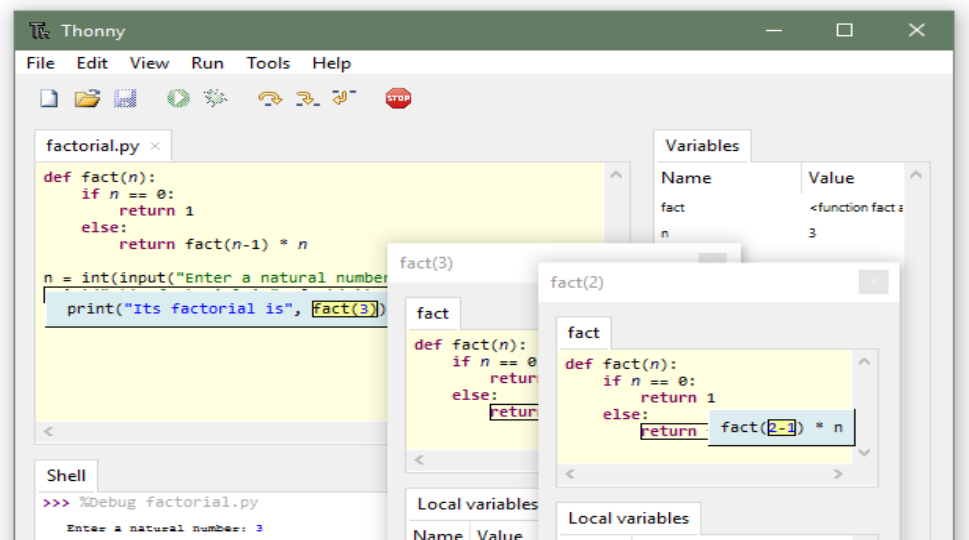 Thonny
File Edit View Run Tools Help
STOP
factorial.py
def fact(n):
if n == 0:
return 1
else:
return fact(n-1) * n
n = int(input("Enter a natural number
print("Its factorial is", fact(3))
Shell
>>> %Debug factorial.py
Enter a natural number: 3
Variables
Name Value
fact <function fact a
n 3
fact(3)
fact
def fact(n):
if n == 0
retur
else:
retur
Local variables
Name Value
fact(2)
fact
def fact(n):
if n == 0:
return 1
else:
return fact(2-1) * n
Local variables